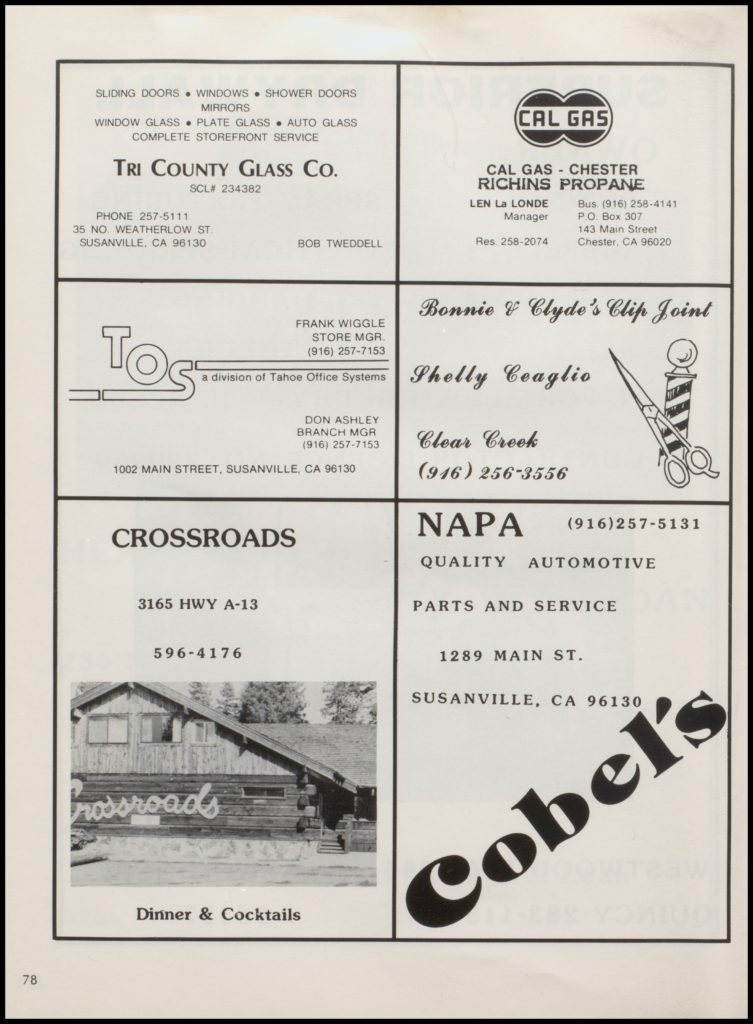 SLIDING DOORS • WINDOWS • SHOWER DOORS
MIRRORS
WINDOW GLASS • PLATE GLASS • AUTO GLASS
COMPLETE STOREFRONT SERVICE
TRI COUNTY GLASS CO.
SCL# 234382
PHONE 257-5111
35 NO. WEATHERLOW ST.
SUSANVILLE, CA 96130
BOB TWEDDELL
CAL GAS
CAL GAS - CHESTER
RICHINS PROPANE
LEN La LONDE
Manager
Res. 258-2074
Bus. (916) 258-4141
P.O. Box 307
143 Main Street
Chester, CA 96020
FRANK WIGGLE
STORE MGR.
(916) 257-7153
TOS
a division of Tahoe Office Systems
DON ASHLEY
BRANCH MGR
(916) 257-7153
1002 MAIN STREET, SUSANVILLE, CA 96130
Bonnie & Clyde's Clip Joint
Shelly Ceaglio
Clear Creek
(916) 256-3556
CROSSROADS
3165 HWY A-13
596-4176
Crossroads
Dinner & Cocktails
NAPA (916)257-5131
QUALITY AUTOMOTIVE
PARTS AND SERVICE
1289 MAIN ST.
SUSANVILLE, CA 96130
Cobel's
78